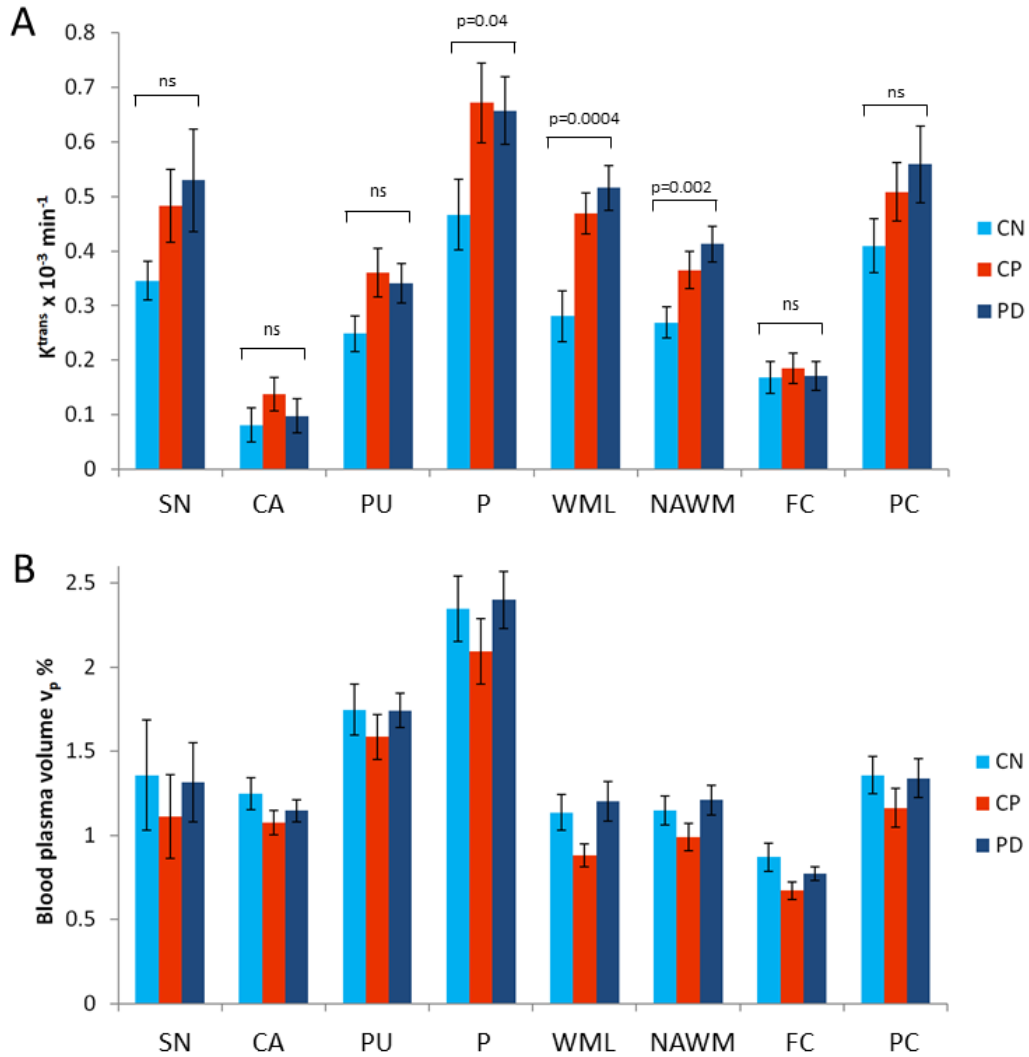 A
p=0.04
0.8
0.7
0.6
0.5
0.4
0.3
0.2
0.1
0
K^trans x 10^-3 min^-1
ns
ns
ns
p=0.0004
p=0.002
ns
ns
CN
CP
PD
SN CA PU P WML NAWM FC PC
B
2.5
2
1.5
1
0.5
0
Blood plasma volume v_p %
CN
CP
PD
SN CA PU P WML NAWM FC PC